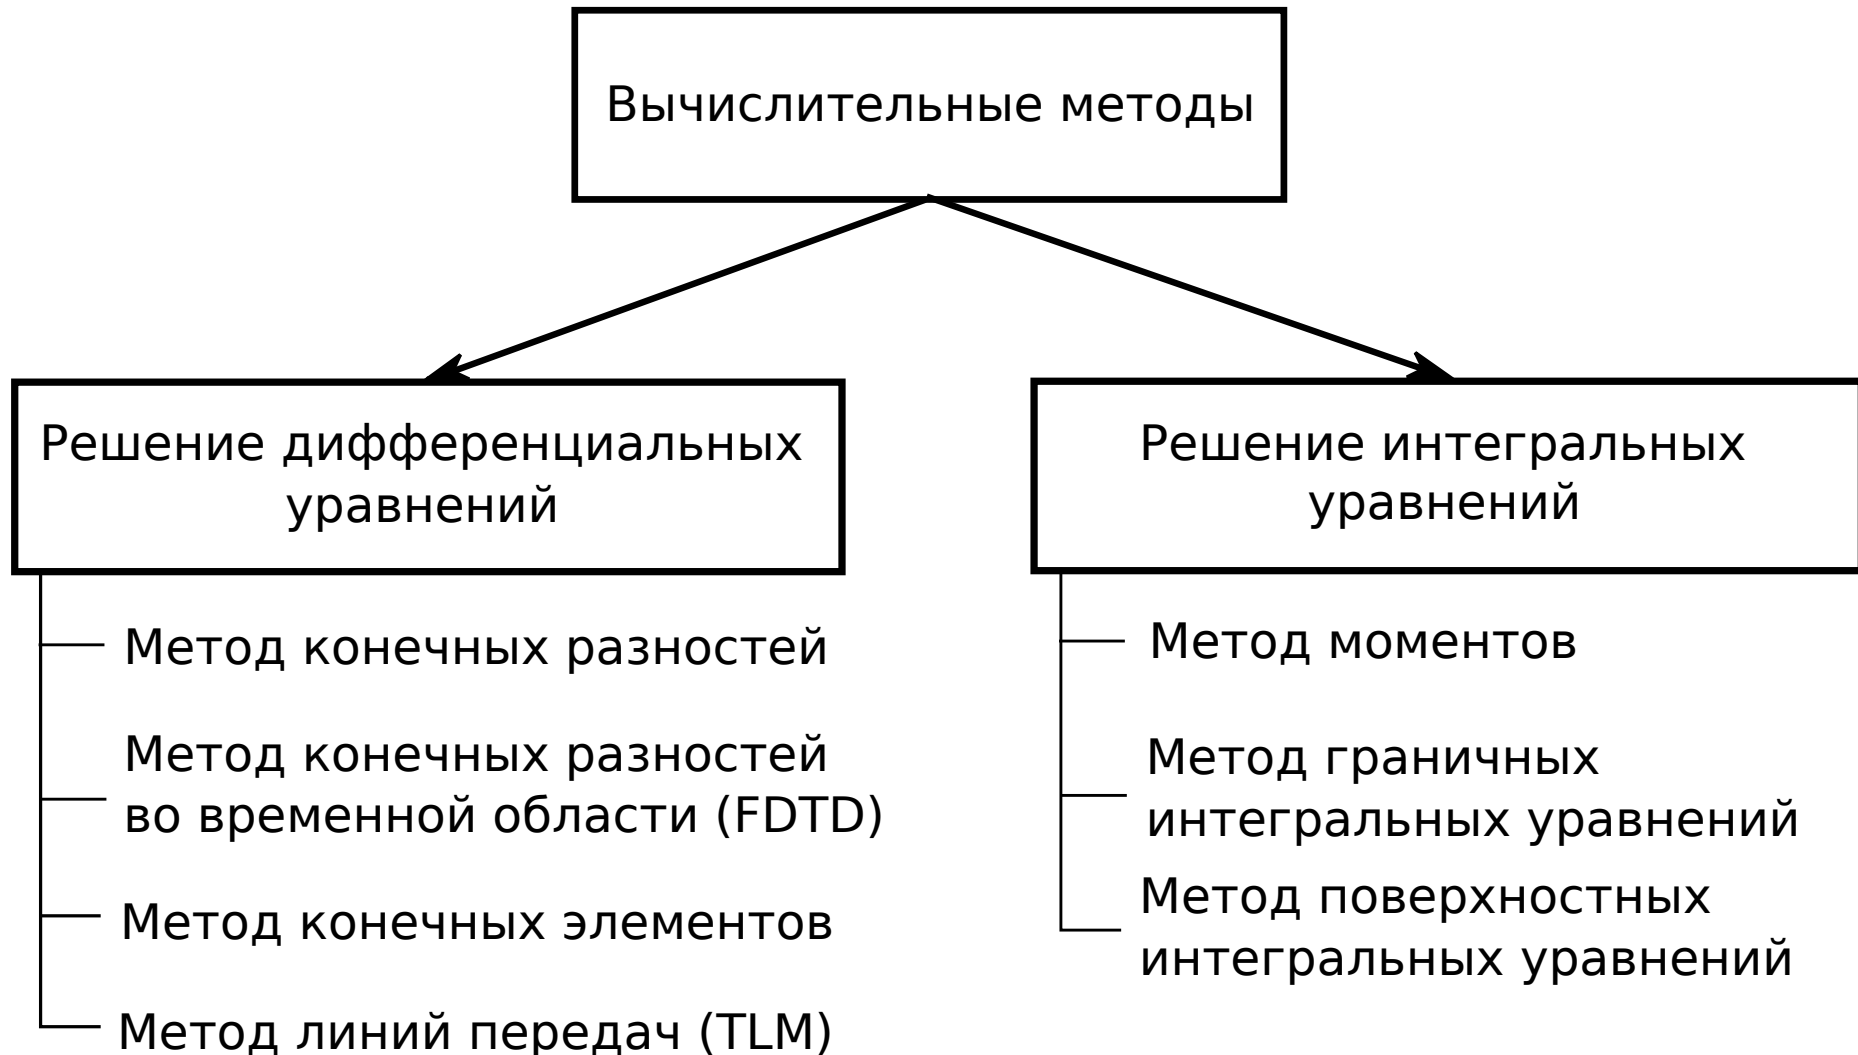 Вычислительные методы
Решение дифференциальных
уравнений
Метод конечных разностей
Метод конечных разностей
во временной области (FDTD)
Метод конечных элементов
Метод линий передач (TLM)
Решение интегральных
уравнений
Метод моментов
Метод граничных
интегральных уравнений
Метод поверхностных
интегральных уравнений